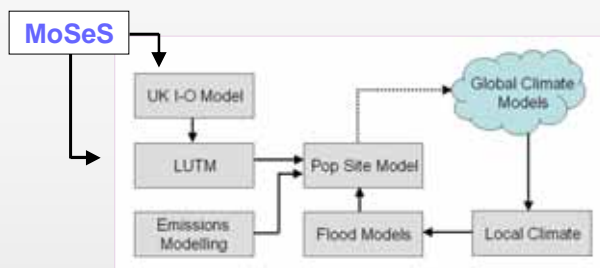 MoSeS
UK I-O Model
Global Climate
Models
LUTM
Pop Site Model
Emissions
Modelling
Flood Models
Local Climate